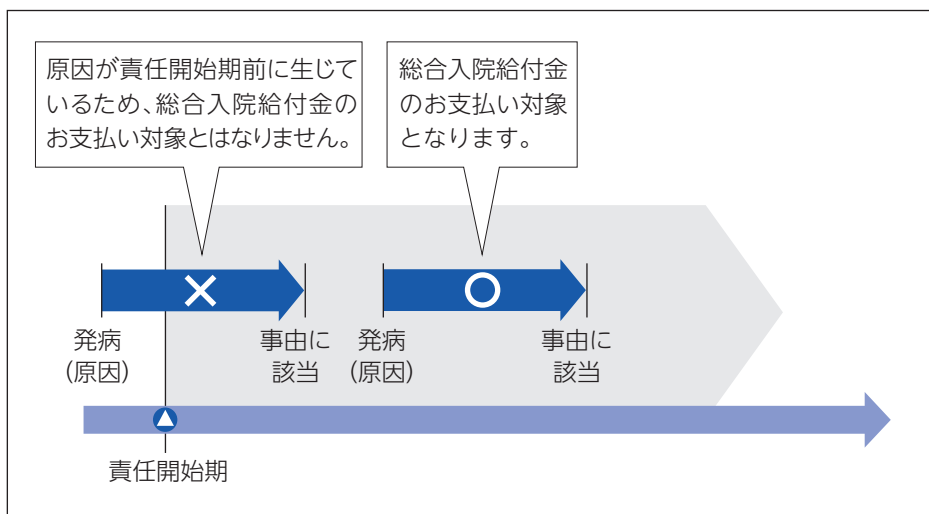 原因が責任開始期前に生じて
いるため、総合入院給付金の
お支払い対象とはなりません。
総合入院給付金
のお支払い対象
となります。
発病
(原因)
事由に
該当
発病
(原因)
事由に
該当
責任開始期